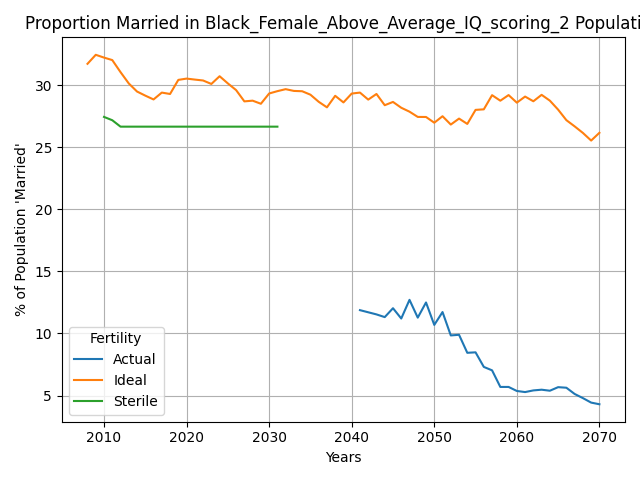 Proportion Married in Black_Female_Above_Average_IQ_scoring_2 Populati
% of Population 'Married'
30
25
20
15
10
5
Fertility
Actual
Ideal
Sterile
2010 2020 2030 2040 2050 2060 2070
Years